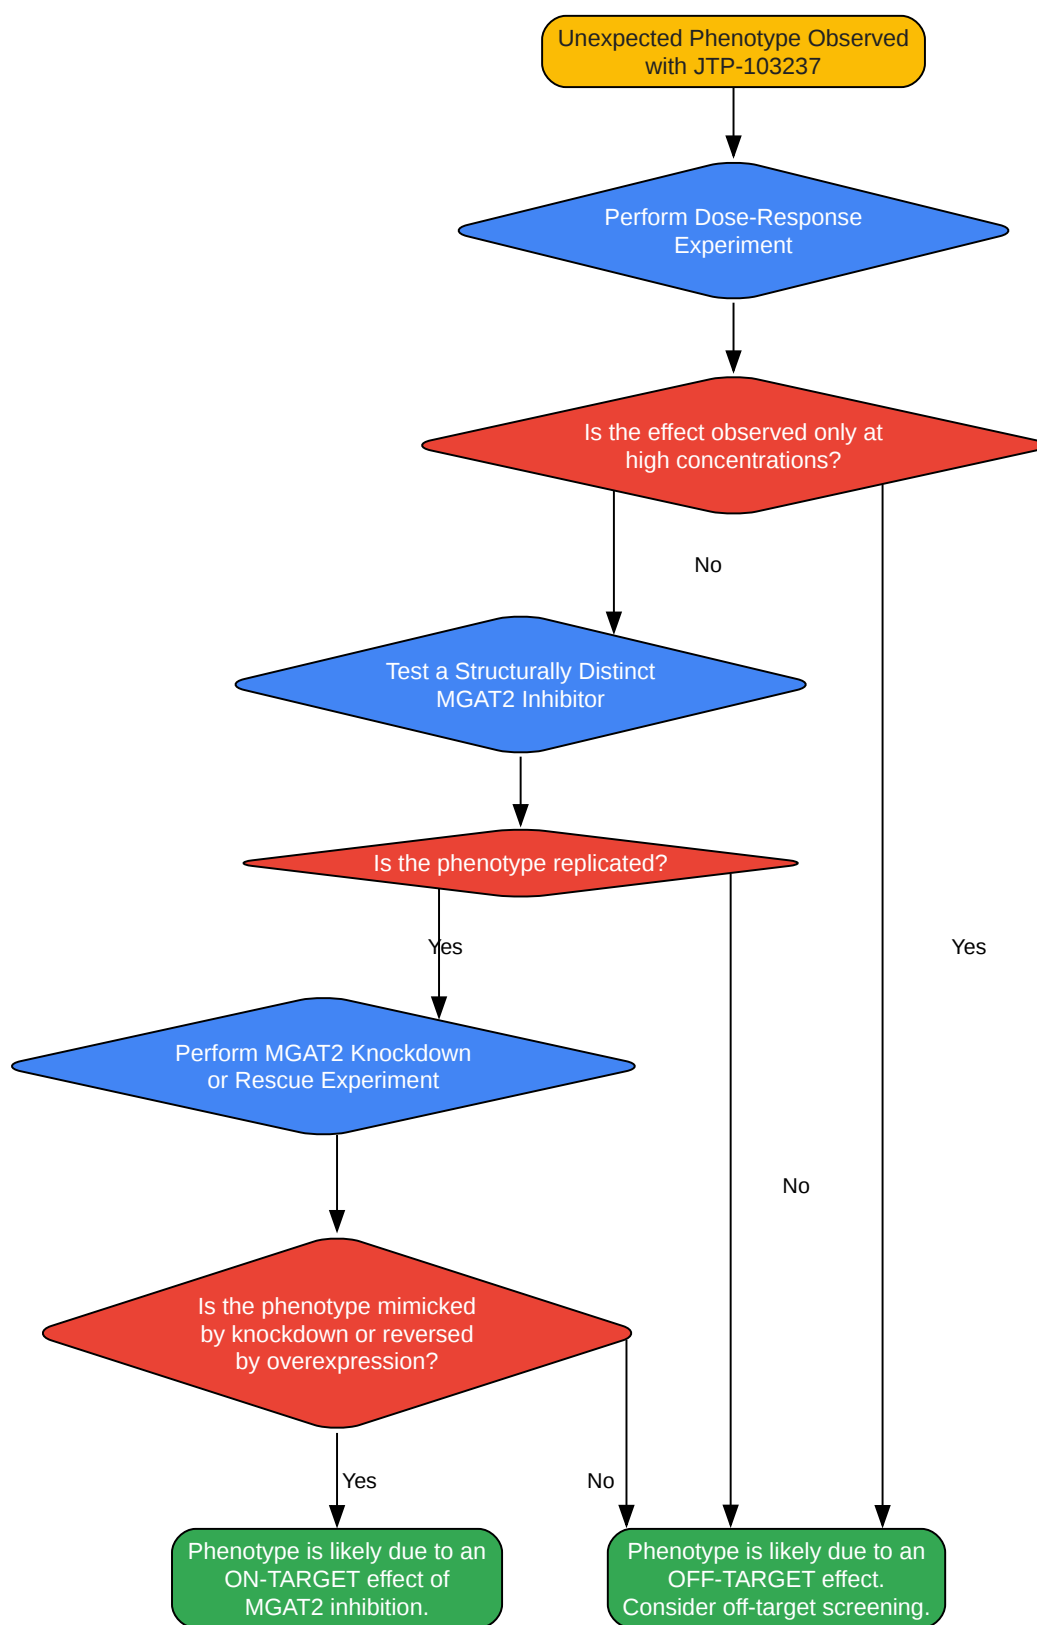 Unexpected Phenotype Observed
with JTP-103237
Perform Dose-Response
Experiment
Is the effect observed only at
high concentrations?
No
Test a Structurally Distinct
MGAT2 Inhibitor
Is the phenotype replicated?
Yes
Yes
Perform MGAT2 Knockdown
or Rescue Experiment
No
Is the phenotype mimicked
by knockdown or reversed
by overexpression?
Yes
No
Phenotype is likely due to an
ON-TARGET effect of
MGAT2 inhibition.
Phenotype is likely due to an
OFF-TARGET effect.
Consider off-target screening.